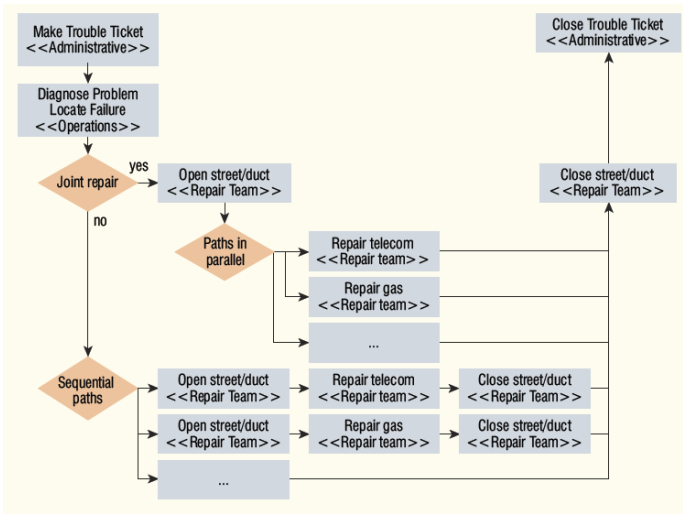 Make Trouble Ticket
<<Administrative>>
Close Trouble Ticket
<<Administrative>>
Diagnose Problem
Locate Failure
<<Operations>>
Joint repair
yes
no
Open street/duct
<<Repair Team>>
Close street/duct
<<Repair Team>>
Paths in
parallel
Repair telecom
<<Repair team>>
Repair gas
<<Repair team>>
...
Sequential
paths
Open street/duct
<<Repair Team>>
Repair telecom
<<Repair team>>
Close street/duct
<<Repair Team>>
Open street/duct
<<Repair Team>>
Repair gas
<<Repair team>>
Close street/duct
<<Repair Team>>
...